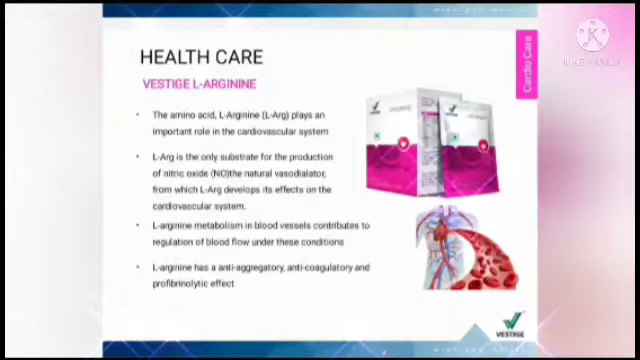 HEALTH CARE
VESTIGE L-ARGININE
• The amino acid, L-Arginine (L-Arg) plays an
important role in the cardiovascular system
• L-Arg is the only substrate for the production
of nitric oxide (NO)the natural vasodialator,
from which L-Arg develops its effects on the
cardiovascular system.
• L-arginine metabolism in blood vessels contributes to
regulation of blood flow under these conditions
• L-arginine has a anti-aggregatory, anti-coagulatory and
profibrinolytic effect
Cardio Care
KINEMASTER
VESTIGE